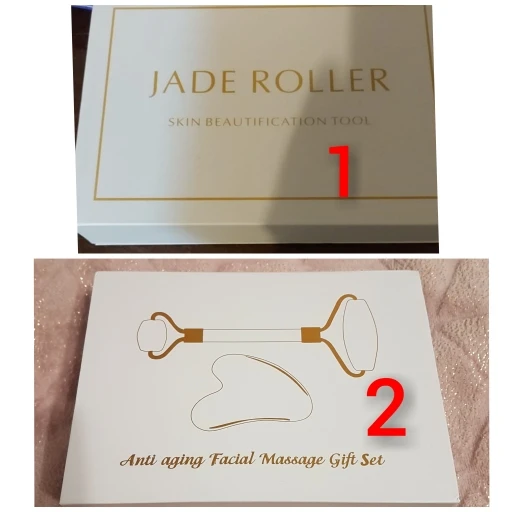 JADE ROLLER
SKIN BEAUTIFICATION TOOL
1
2
Anti aging Facial Massage Gift Set